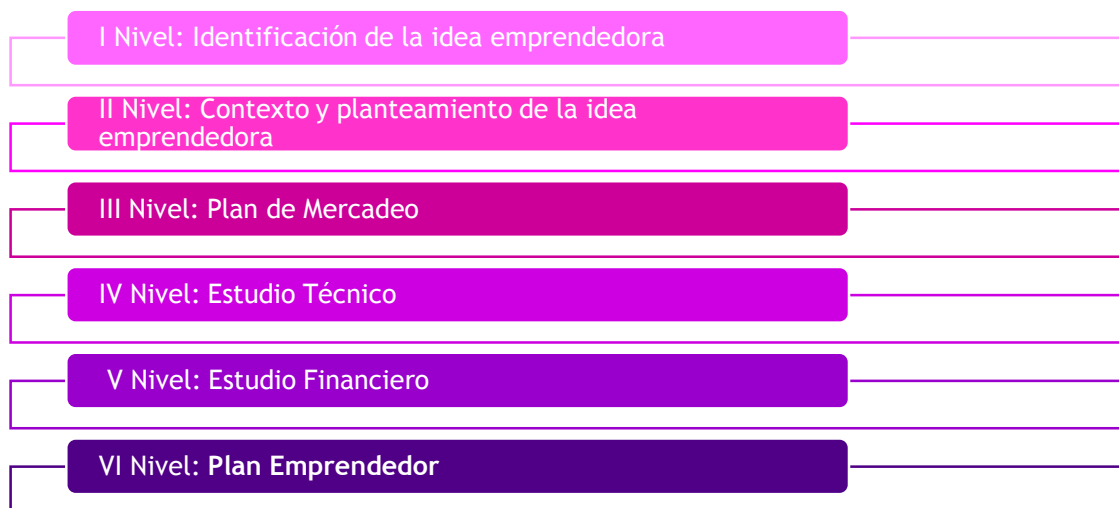 I Nivel: Identificación de la idea emprendedora
II Nivel: Contexto y planteamiento de la idea
emprendedora
III Nivel: Plan de Mercadeo
IV Nivel: Estudio Técnico
V Nivel: Estudio Financiero
VI Nivel: Plan Emprendedor